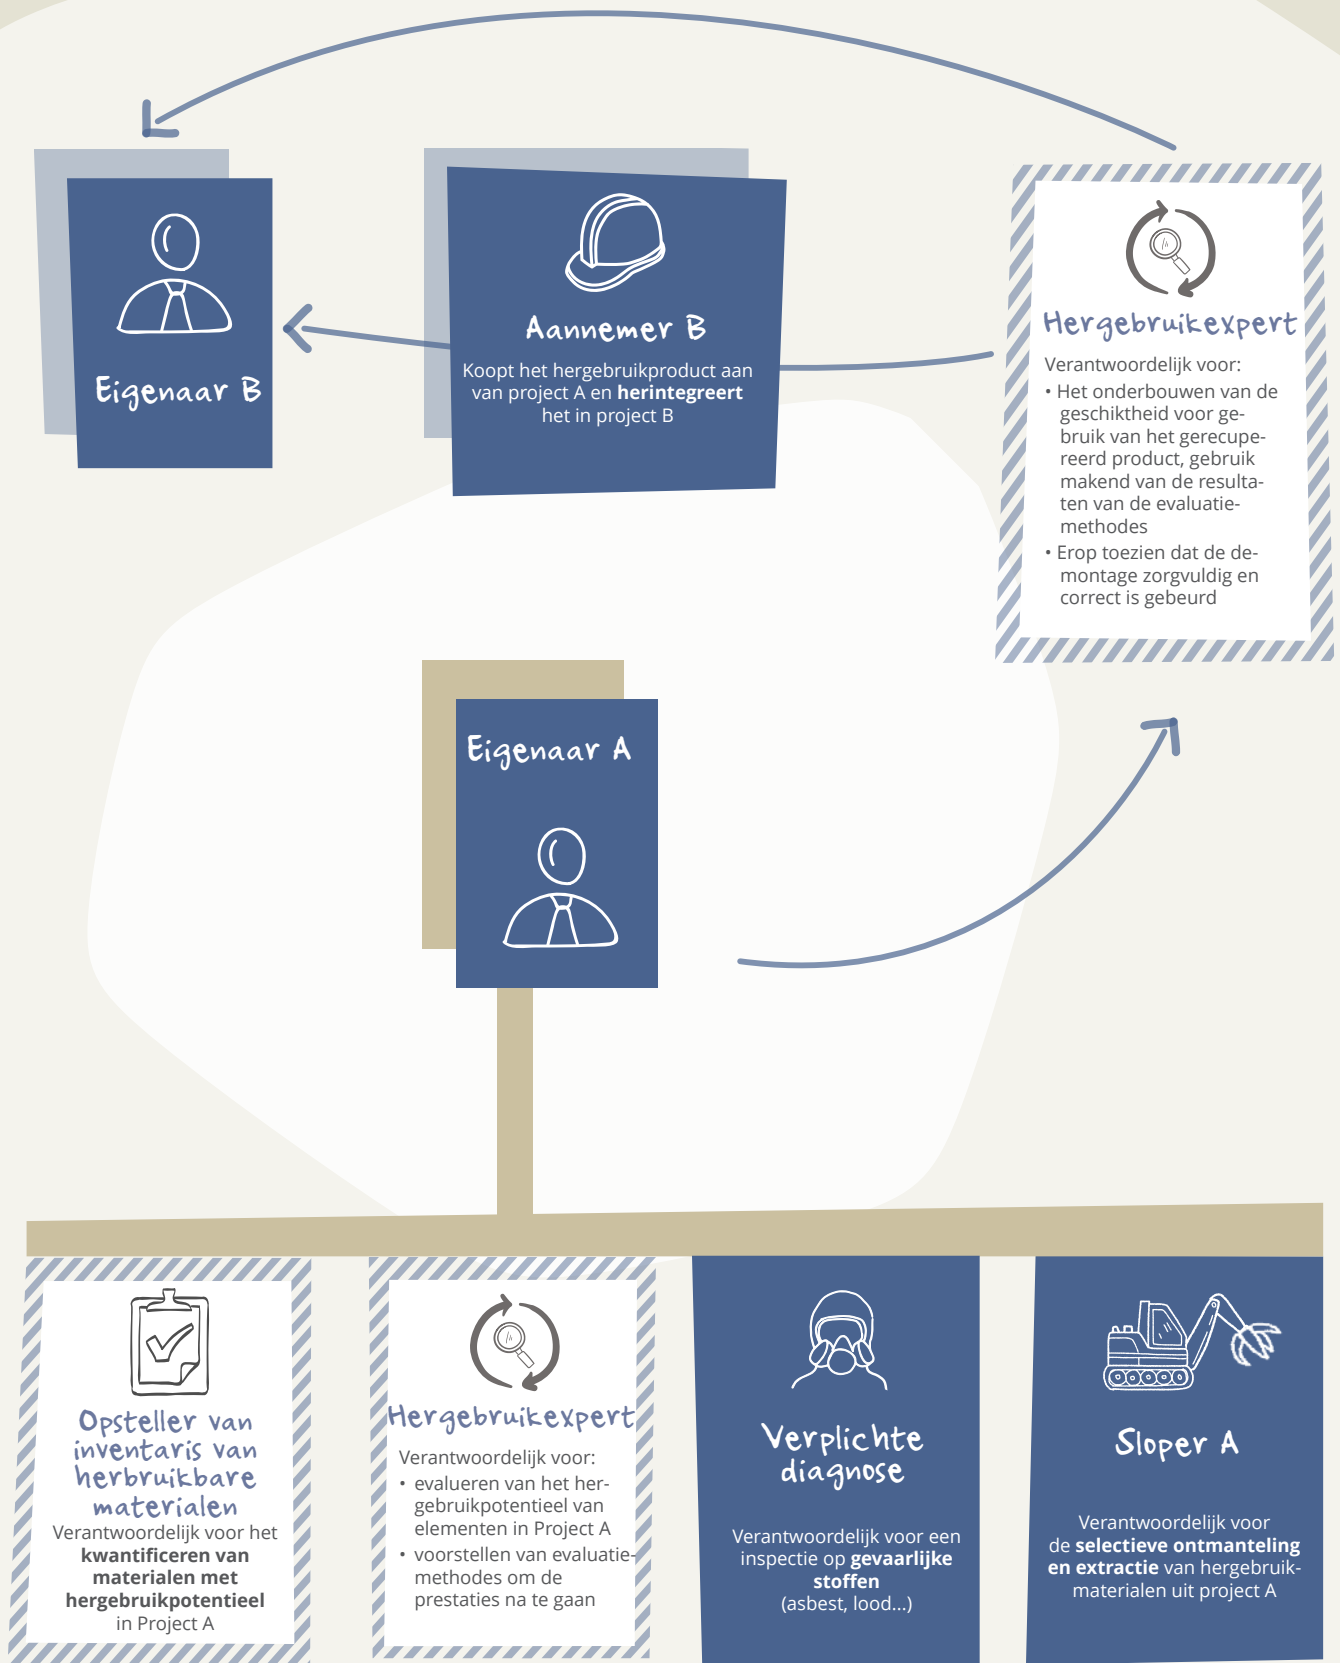 Eigenaar B
Aannemer B
Koopt het hergebruikproduct aan
van project A en herintegreert
het in project B
Hergebruikexpert
Verantwoordelijk voor:
• Het onderbouwen van de
geschiktheid voor ge-
bruik van het gerecupe-
reerd product, gebruik
makend van de resulta-
ten van de evaluatie-
methodes
• Erop toezien dat de de-
montage zorgvuldig en
correct is gebeurd
Eigenaar A
Opsteller van
inventaris van
herbruikbare
materialen
Verantwoordelijk voor het
kwantificeren van
materialen met
hergebruikpotentieel
in Project A
Hergebruikexpert
Verantwoordelijk voor:
• evalueren van het her-
gebruikpotentieel van
elementen in Project A
• voorstellen van evaluatie-
methodes om de
prestaties na te gaan
Verplichte
diagnose
Verantwoordelijk voor een
inspectie op gevaarlijke
stoffen
(asbest, lood...)
Sloper A
Verantwoordelijk voor
de selectieve ontmanteling
en extractie van hergebruik-
materialen uit project A